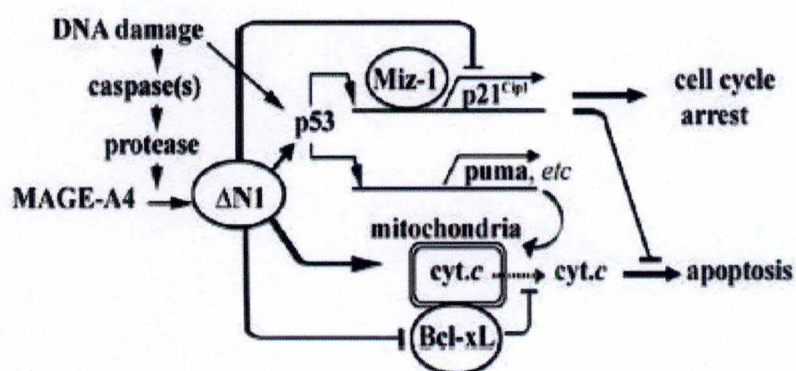 DNA damage
caspase(s)
protease
MAGE-A4
ΔN1
p53
Miz-1
p21Cip1
cell cycle
arrest
puma, etc
mitochondria
cyt.c
cyt.c
apoptosis
Bcl-xL